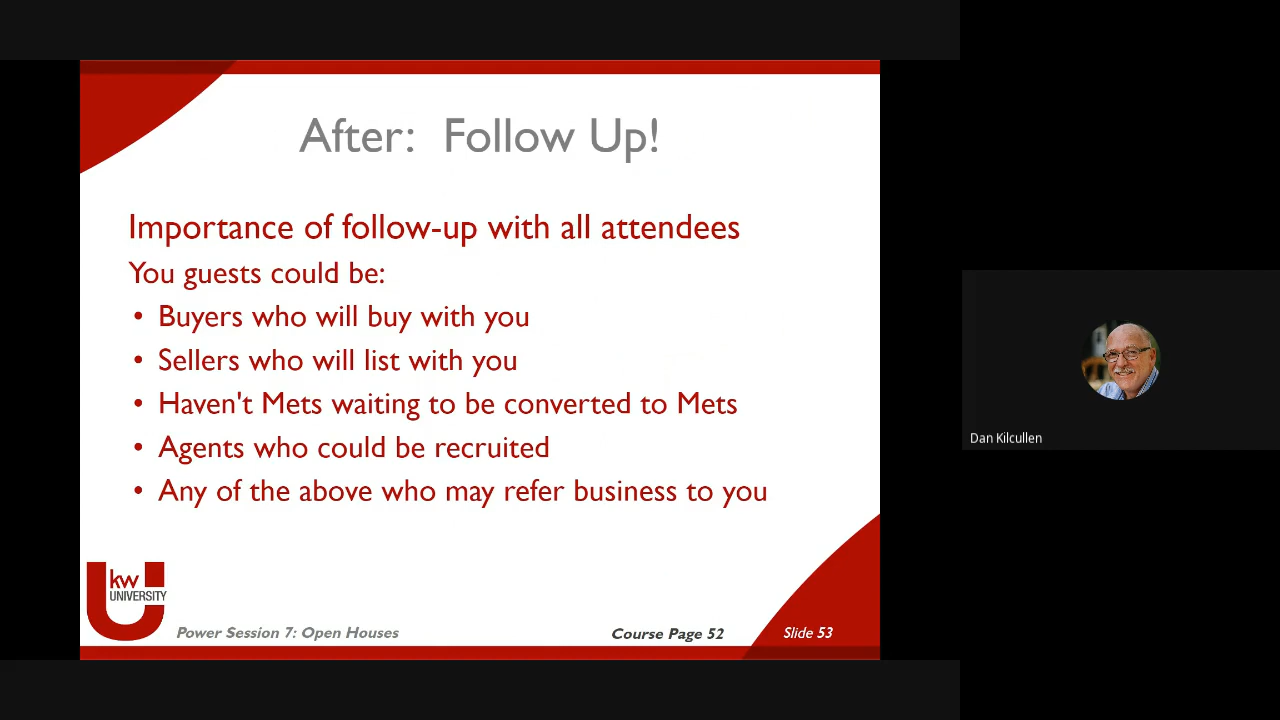 After: Follow Up!
Importance of follow-up with all attendees
You guests could be:
• Buyers who will buy with you
• Sellers who will list with you
• Haven't Mets waiting to be converted to Mets
• Agents who could be recruited
• Any of the above who may refer business to you
kw
UNIVERSITY
Power Session 7: Open Houses
Course Page 52
Slide 53
Dan Kilcullen